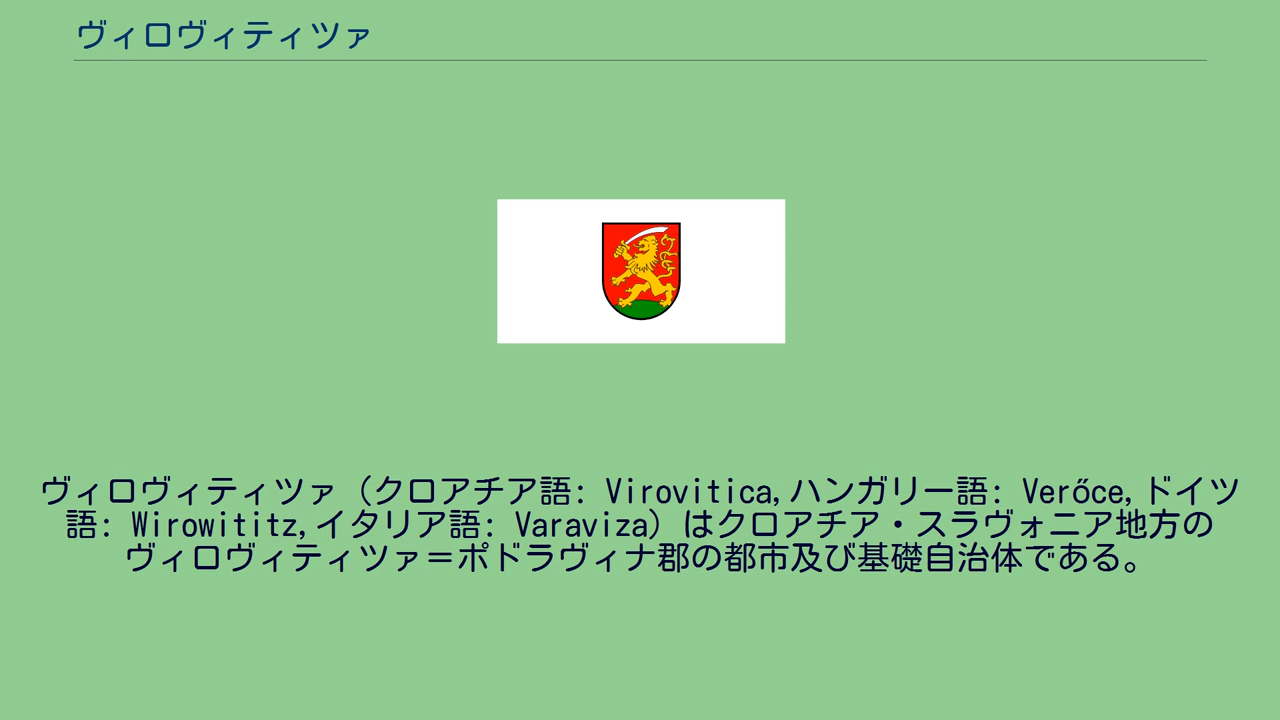 ヴィロヴィティツァ
ヴィロヴィティツァ（クロアチア語: Virovitica,ハンガリー語: Verőce,ドイツ
語: Wirowititz,イタリア語: Varaviza）はクロアチア・スラヴォニア地方の
ヴィロヴィティツァ＝ポドラヴィナ郡の都市及び基礎自治体である。